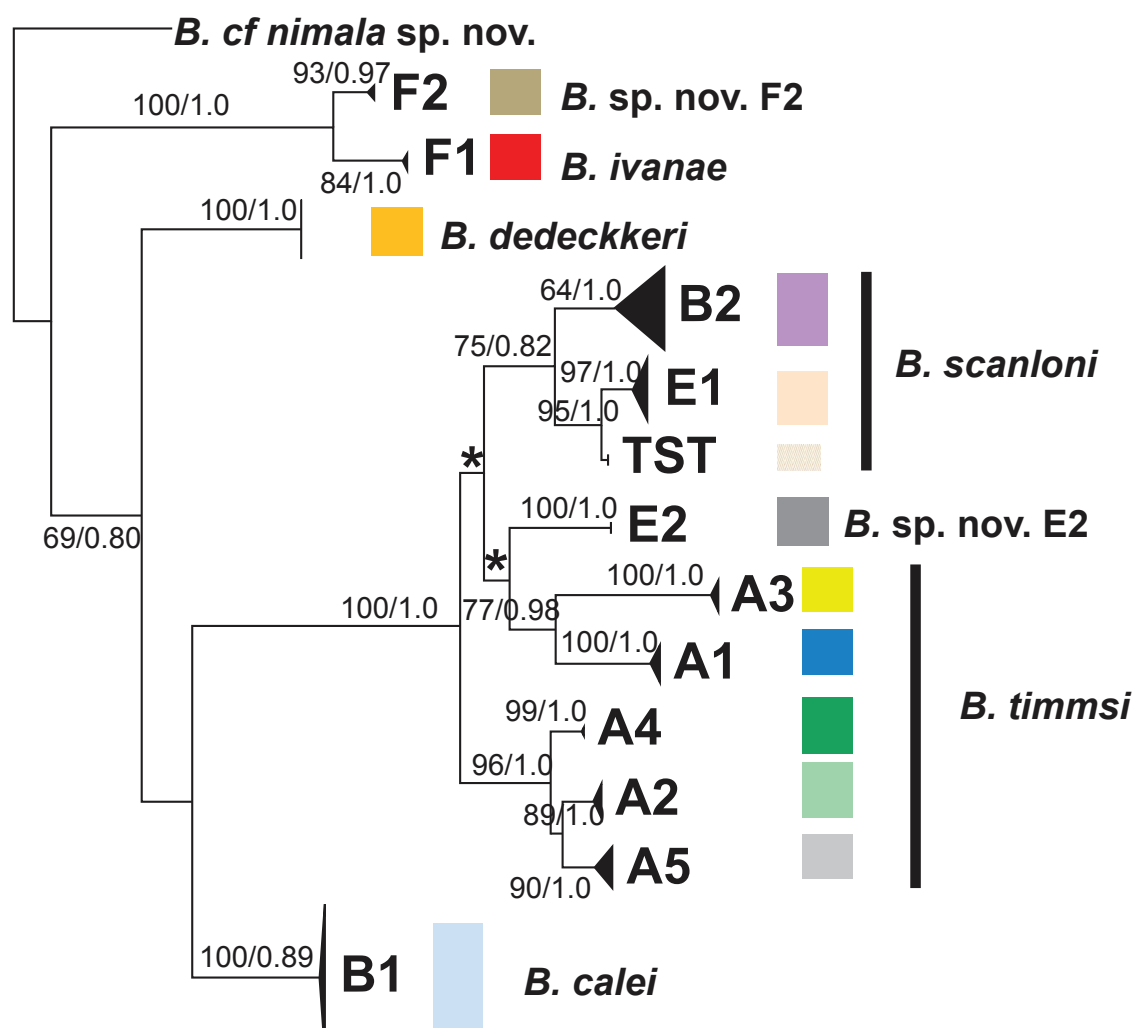 B. cf nimala sp. nov.
93/0.97
F2
B. sp. nov. F2
100/1.0
F1
B. ivanae
84/1.0
100/1.0
B. dedeckkeri
64/1.0
B2
75/0.82
B. scanloni
97/1.0
E1
95/1.0
TST
*
100/1.0
E2
B. sp. nov. E2
*
100/1.0
A3
77/0.98
100/1.0
A1
69/0.80
100/1.0
B. timmsi
99/1.0
A4
96/1.0
A2
89/1.0
A5
90/1.0
100/0.89
B1
B. calei